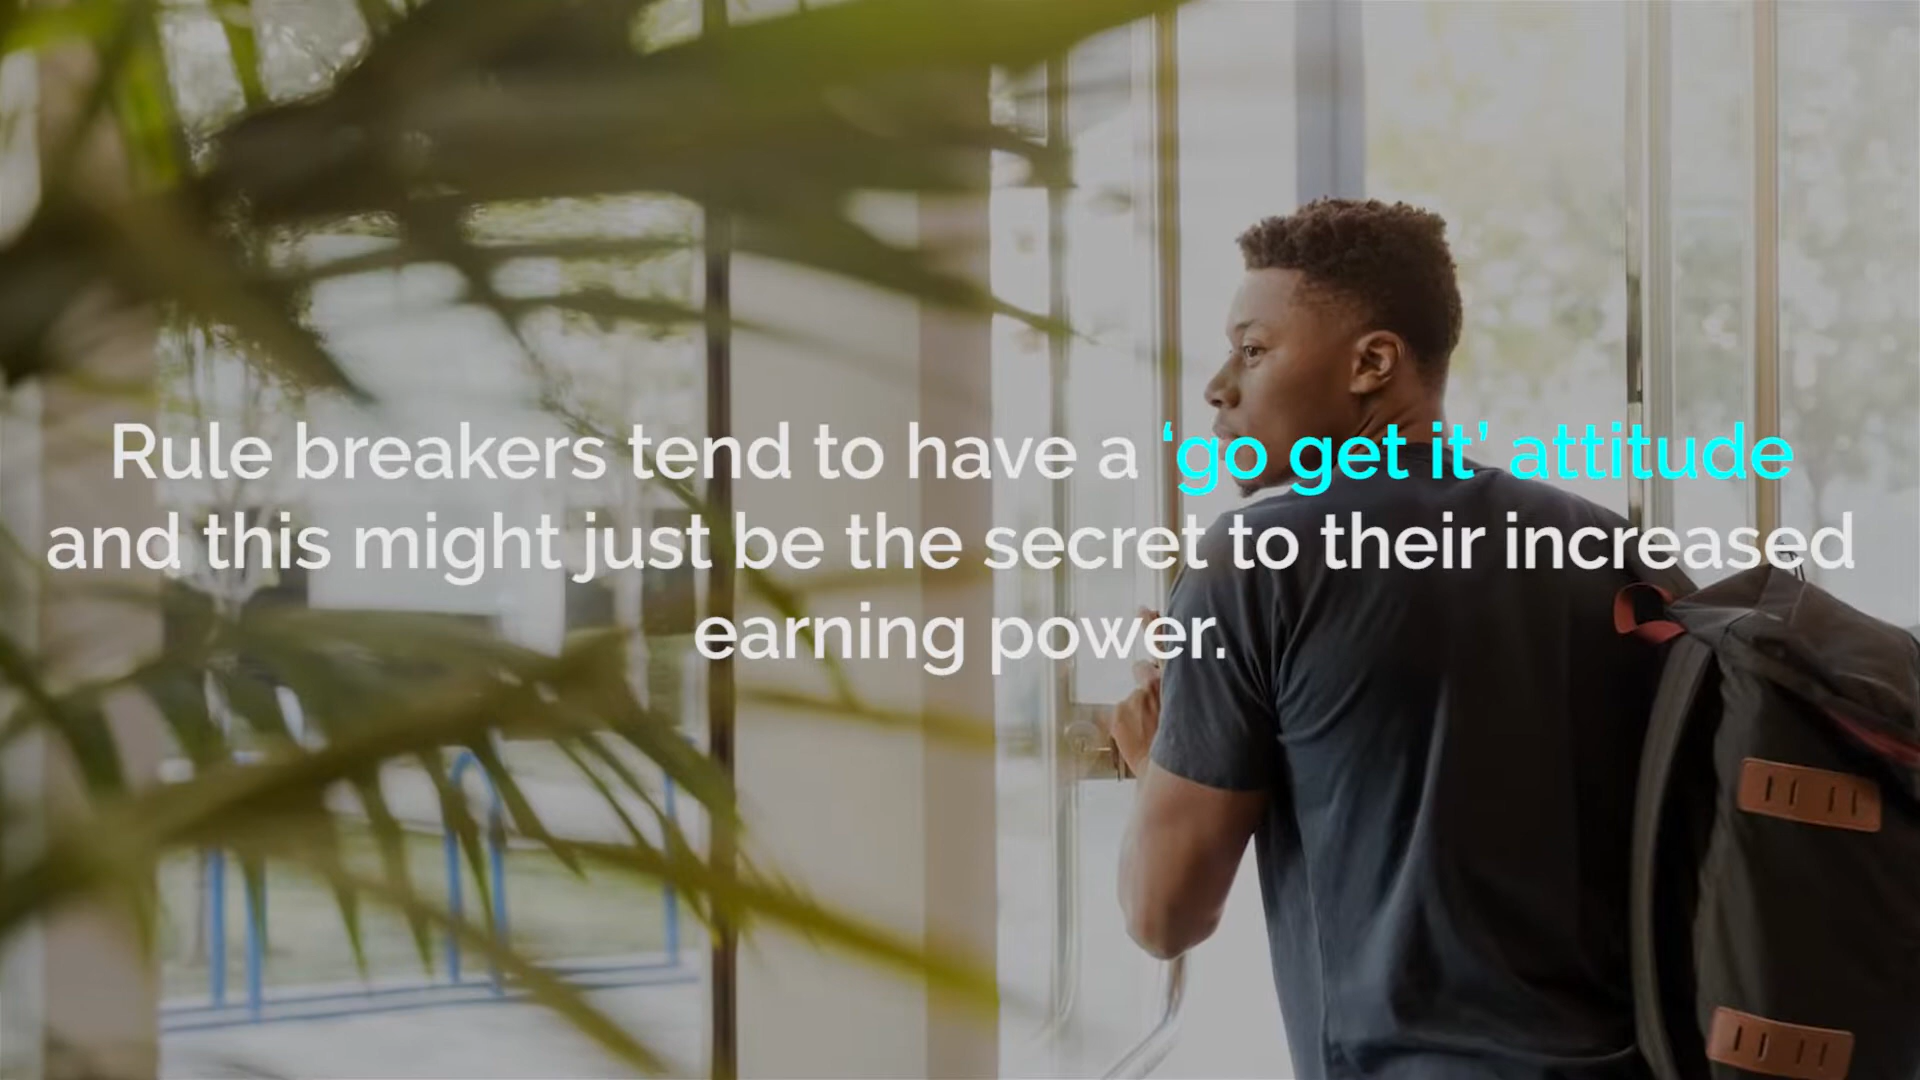 Rule breakers tend to have a ‘go get it’ attitude
and this might just be the secret to their increased
earning power.